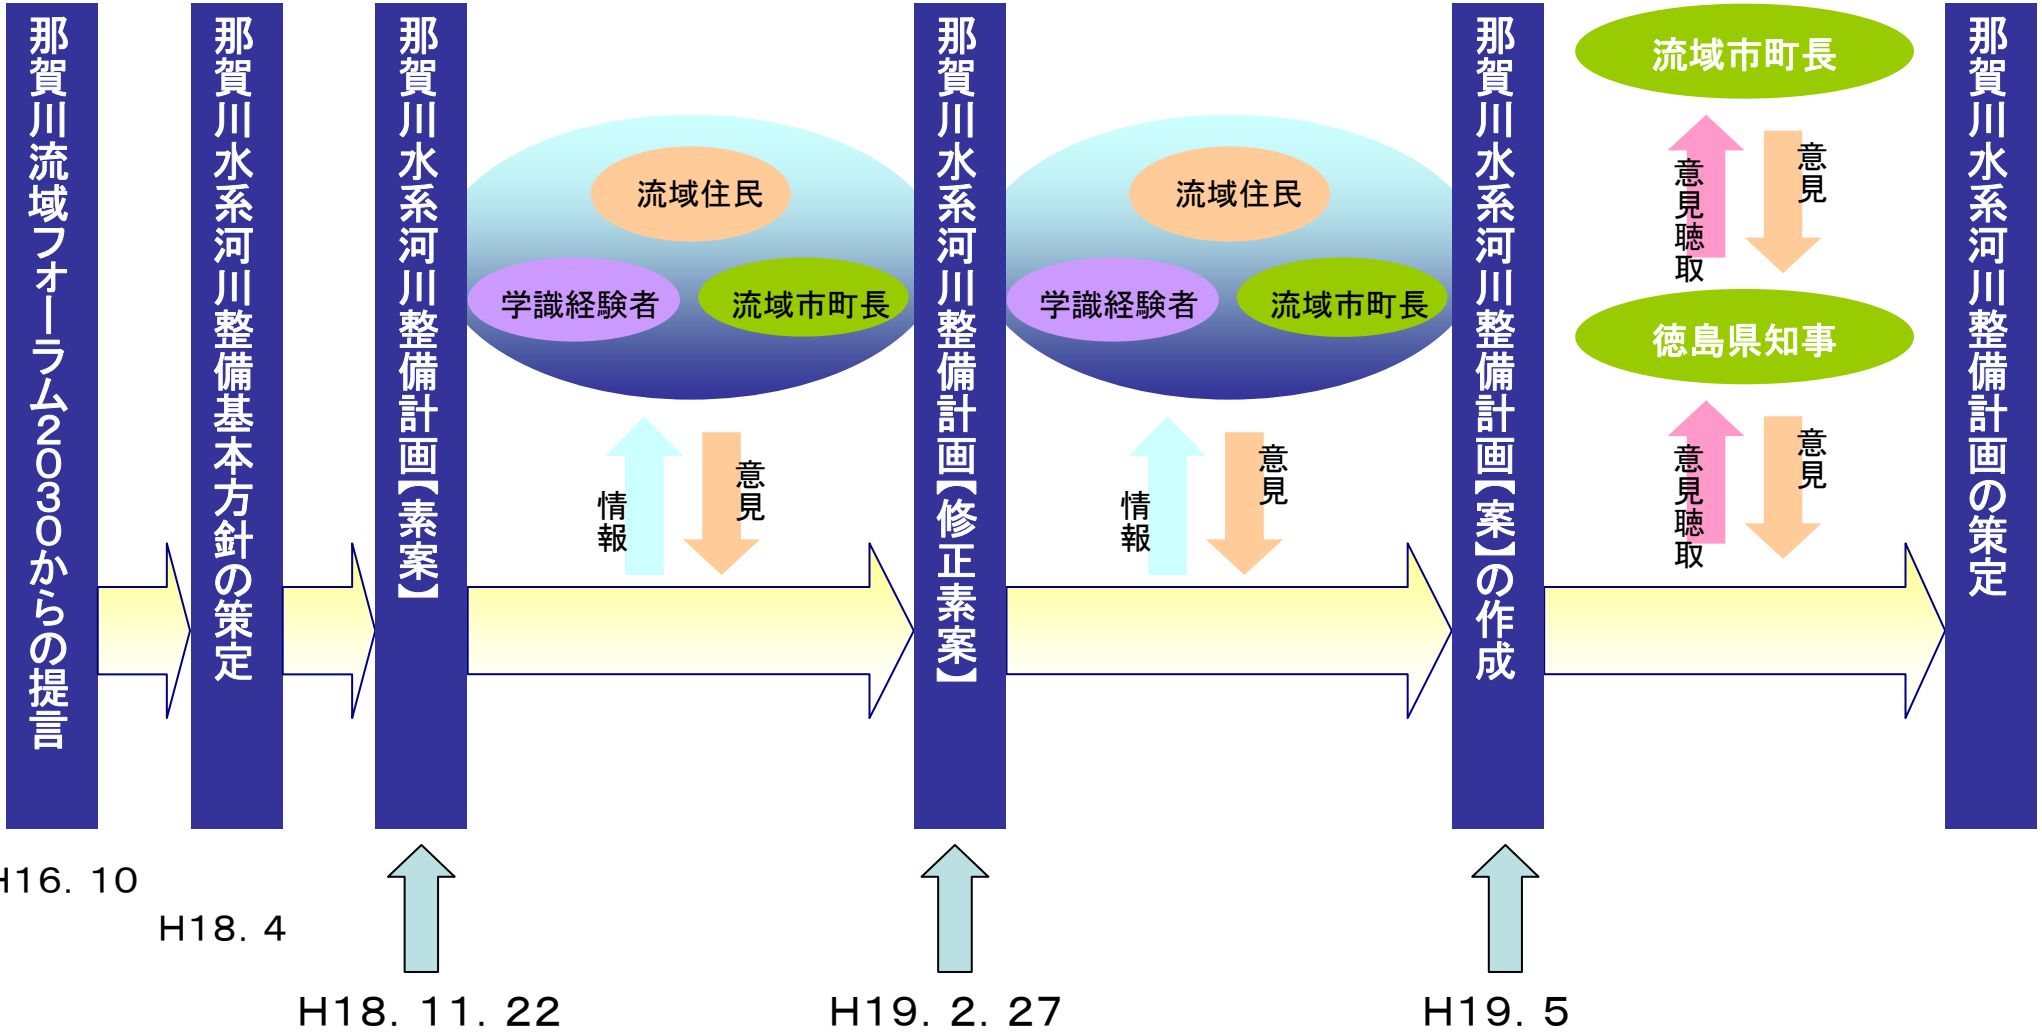 那賀川流域フォーラム２０３０からの提言
那賀川水系河川整備基本方針の策定
那賀川水系河川整備計画【素案】
流域住民
学識経験者
流域市町長
情報
意見
那賀川水系河川整備計画【修正素案】
流域住民
学識経験者
流域市町長
情報
意見
那賀川水系河川整備計画【案】の作成
流域市町長
意見聴取
意見
徳島県知事
意見聴取
意見
那賀川水系河川整備計画の策定
H16．10
H18．4
H18．11．22
H19．2．27
H19．5